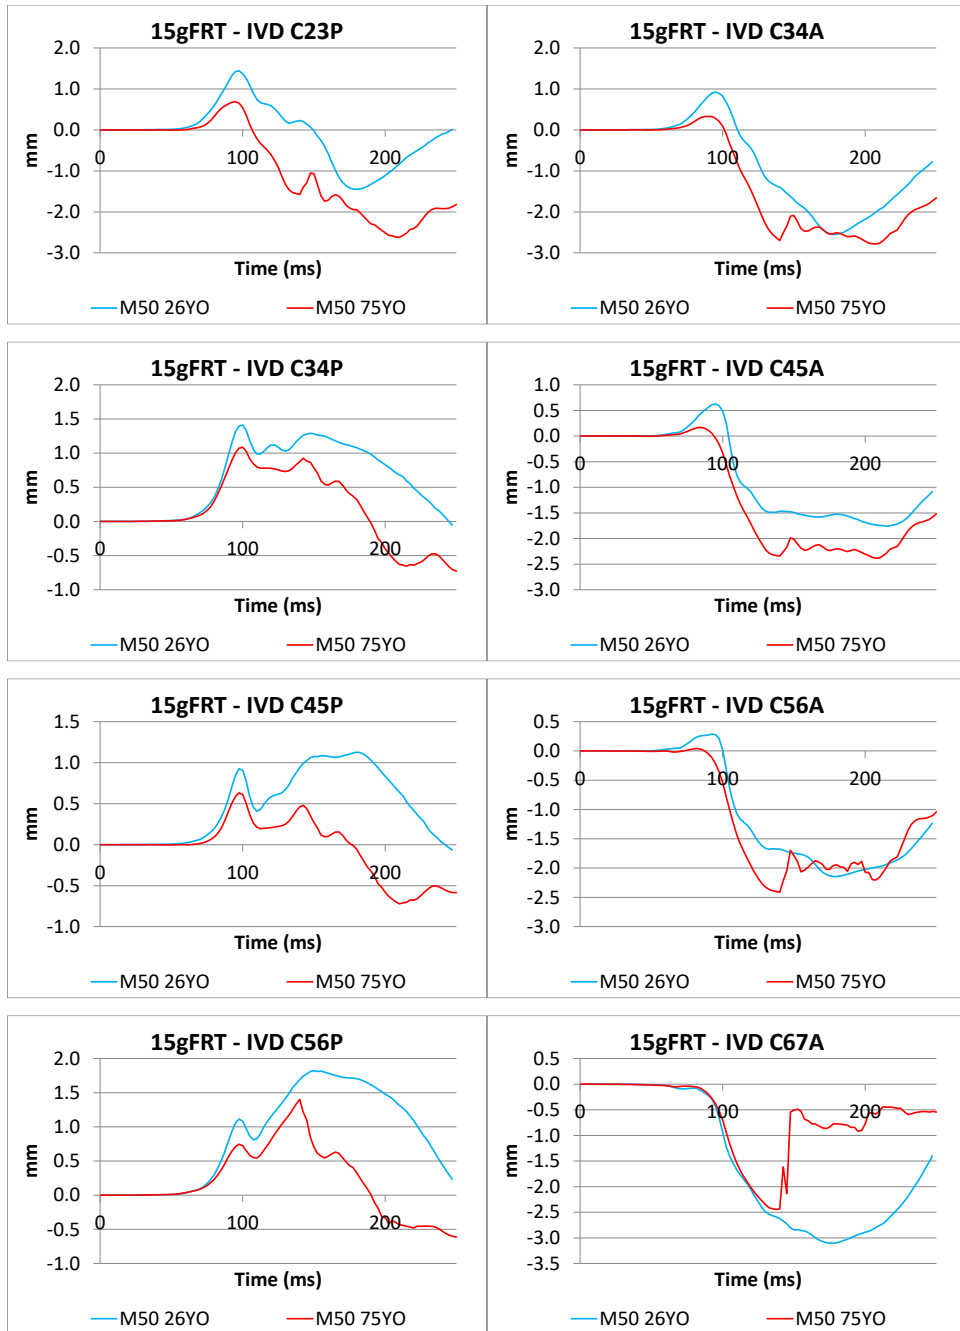 15gFRT - IVD C23P
2.0
1.0
0.0
-1.0
-2.0
-3.0
0 100 200
mm
Time (ms)
M50 26YO M50 75YO
15gFRT - IVD C34A
2.0
1.0
0.0
-1.0
-2.0
-3.0
0 100 200
mm
Time (ms)
M50 26YO M50 75YO
15gFRT - IVD C34P
2.0
1.5
1.0
0.5
0.0
-0.5
-1.0
0 100 200
mm
Time (ms)
M50 26YO M50 75YO
15gFRT - IVD C45A
1.0
0.5
0.0
-0.5
-1.0
-1.5
-2.0
-2.5
-3.0
0 100 200
mm
Time (ms)
M50 26YO M50 75YO
15gFRT - IVD C45P
1.5
1.0
0.5
0.0
-0.5
-1.0
0 100 200
mm
Time (ms)
M50 26YO M50 75YO
15gFRT - IVD C56A
0.5
0.0
-0.5
-1.0
-1.5
-2.0
-2.5
-3.0
0 100 200
mm
Time (ms)
M50 26YO M50 75YO
15gFRT - IVD C56P
2.0
1.5
1.0
0.5
0.0
-0.5
-1.0
0 100 200
mm
Time (ms)
M50 26YO M50 75YO
15gFRT - IVD C67A
0.5
0.0
-0.5
-1.0
-1.5
-2.0
-2.5
-3.0
-3.5
0 100 200
mm
Time (ms)
M50 26YO M50 75YO